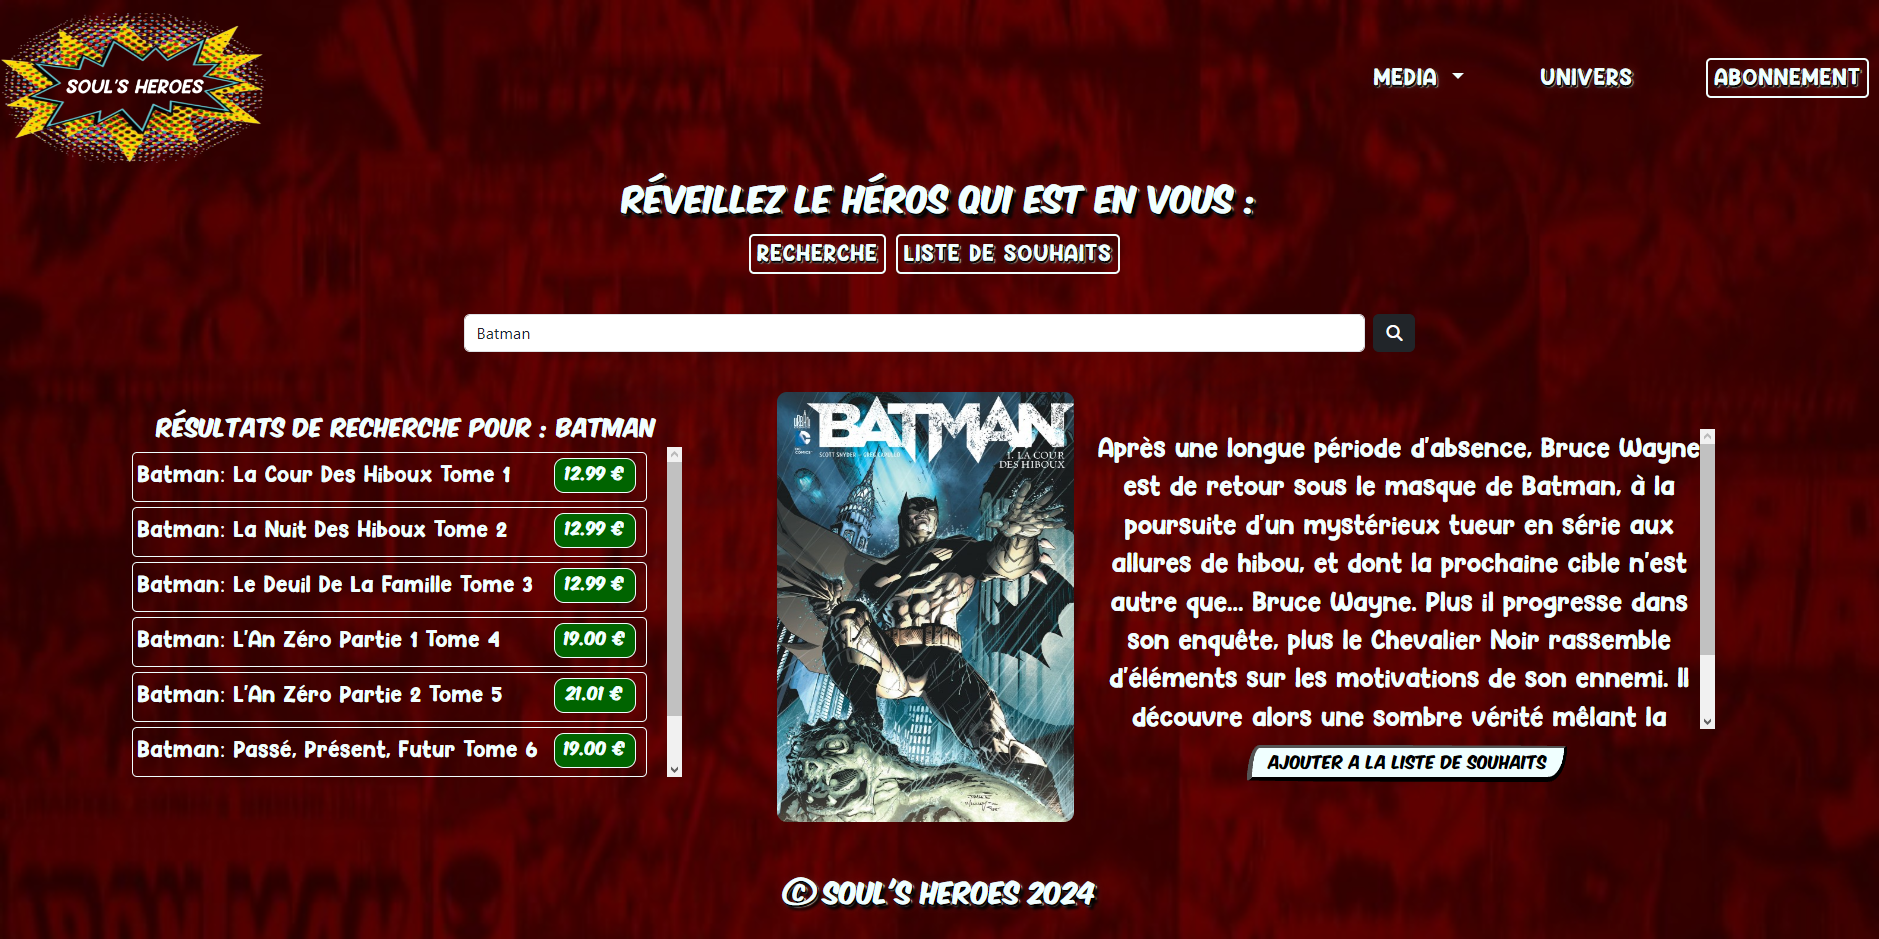 SOUL'S HEROES
MEDIA
UNIVERS
ABONNEMENT
RÉVEILLEZ LE HÉROS QUI EST EN VOUS :
RECHERCHE
LISTE DE SOUHAITS
Batman
RÉSULTATS DE RECHERCHE POUR : BATMAN
Batman: La Cour Des Hiboux Tome 1 12.99 €
Batman: La Nuit Des Hiboux Tome 2 12.99 €
Batman: Le Deuil De La Famille Tome 3 12.99 €
Batman: L'An Zéro Partie 1 Tome 4 19.00 €
Batman: L'An Zéro Partie 2 Tome 5 21.01 €
Batman: Passé, Présent, Futur Tome 6 19.00 €
URBAN
DC COMICS
BATMAN
SCOTT SNYDER - GREG CAPULLO
1. LA COUR
DES HIBOUX
Après une longue période d'absence, Bruce Wayne
est de retour sous le masque de Batman, à la
poursuite d'un mystérieux tueur en série aux
allures de hibou, et dont la prochaine cible n'est
autre que... Bruce Wayne. Plus il progresse dans
son enquête, plus le Chevalier Noir rassemble
d'éléments sur les motivations de son ennemi. Il
découvre alors une sombre vérité mêlant la
AJOUTER A LA LISTE DE SOUHAITS
© SOUL'S HEROES 2024